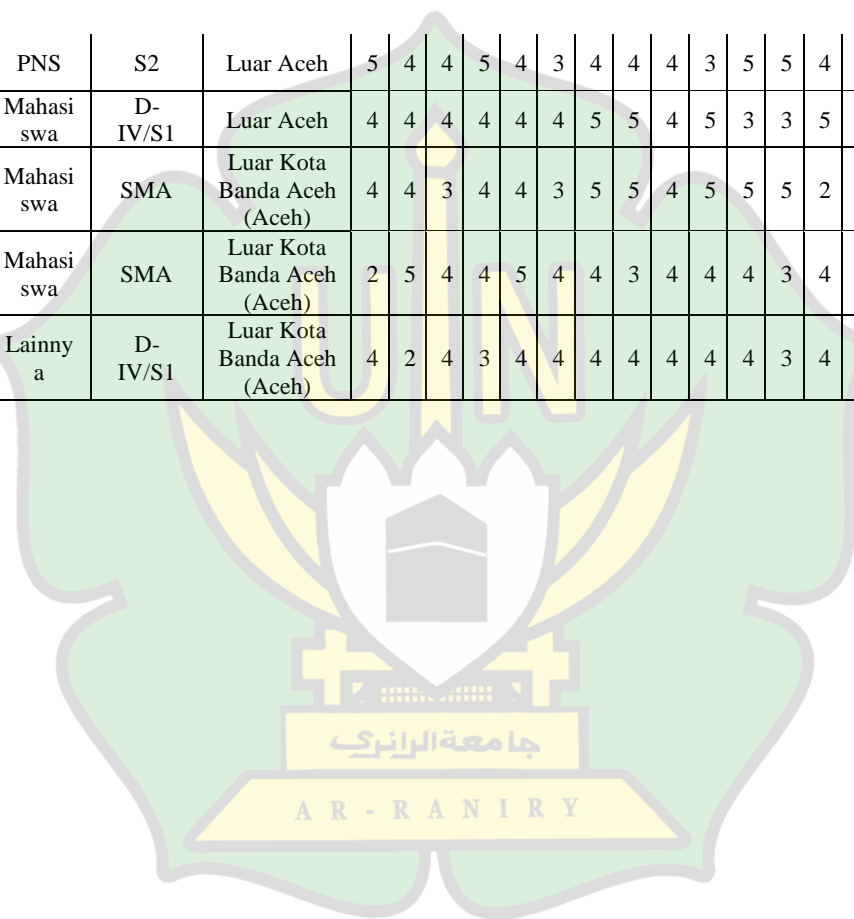 PNS S2 Luar Aceh 5 4 4 5 4 3 4 4 4 3 5 5 4
Mahasi
swa D-
IV/S1 Luar Aceh 4 4 4 4 4 4 5 5 4 5 3 3 5
Mahasi
swa SMA Luar Kota
Banda Aceh
(Aceh) 4 4 3 4 4 3 5 5 4 5 5 5 2
Mahasi
swa SMA Luar Kota
Banda Aceh
(Aceh) 2 5 4 4 5 4 4 3 4 4 4 3 4
Lainny
a D-
IV/S1 Luar Kota
Banda Aceh
(Aceh) 4 2 4 3 4 4 4 4 4 4 4 3 4
UIN
جامعة الرانري
AR-RANIRY